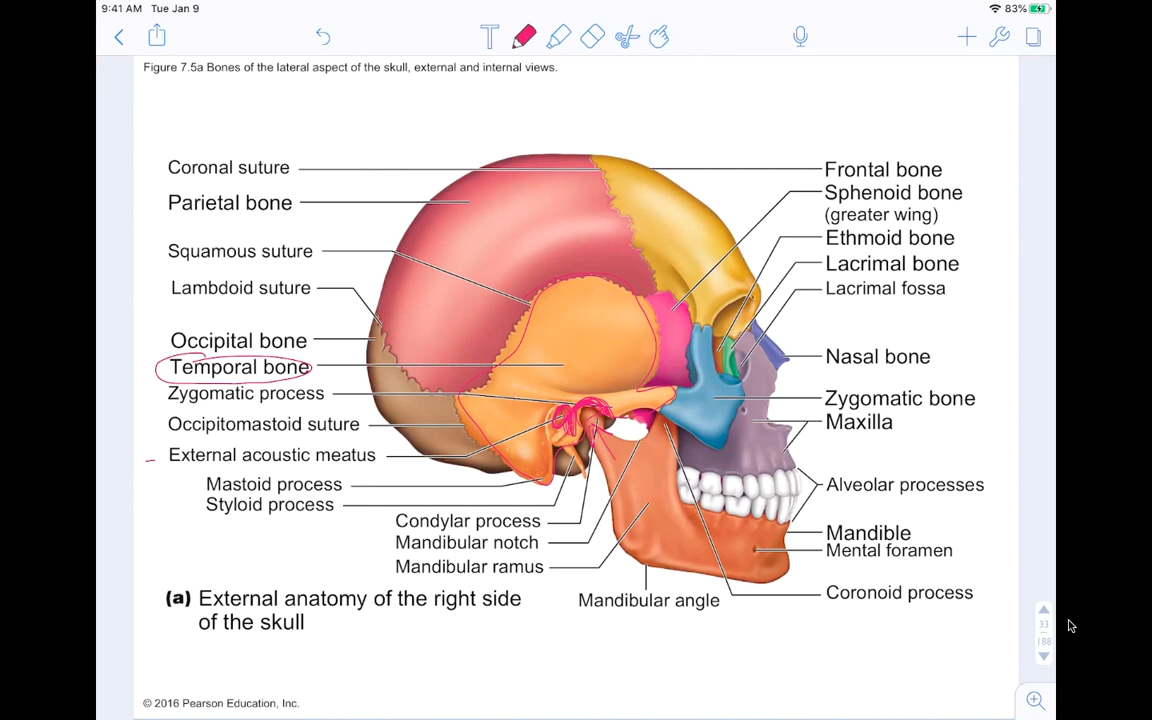 9:41 AM Tue Jan 9
83%
T
Figure 7.5a Bones of the lateral aspect of the skull, external and internal views.
Coronal suture
Parietal bone
Squamous suture
Lambdoid suture
Occipital bone
Temporal bone
Zygomatic process
Occipitomastoid suture
External acoustic meatus
Mastoid process
Styloid process
Condylar process
Mandibular notch
Mandibular ramus
Mandibular angle
Frontal bone
Sphenoid bone
(greater wing)
Ethmoid bone
Lacrimal bone
Lacrimal fossa
Nasal bone
Zygomatic bone
Maxilla
Alveolar processes
Mandible
Mental foramen
Coronoid process
(a) External anatomy of the right side
of the skull
33
188
© 2016 Pearson Education, Inc.